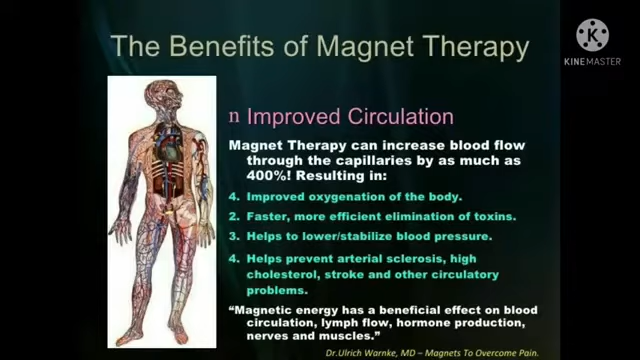 The Benefits of Magnet Therapy
K
KINEMASTER
n Improved Circulation
Magnet Therapy can increase blood flow
through the capillaries by as much as
400%! Resulting in:
4. Improved oxygenation of the body.
2. Faster, more efficient elimination of toxins.
3. Helps to lower/stabilize blood pressure.
4. Helps prevent arterial sclerosis, high
cholesterol, stroke and other circulatory
problems.
“Magnetic energy has a beneficial effect on blood
circulation, lymph flow, hormone production,
nerves and muscles.”
Dr.Ulrich Warnke, MD – Magnets To Overcome Pain.